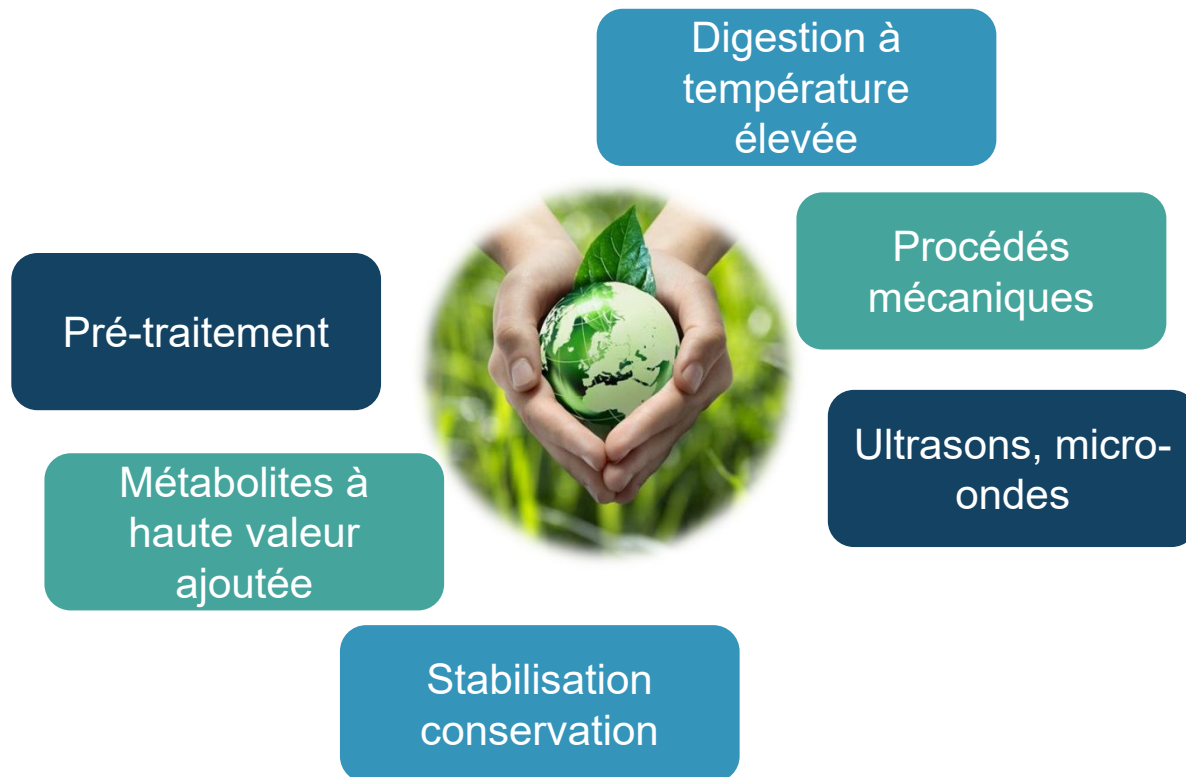 Digestion à
température
élevée
Procédés
mécaniques
Pré-traitement
Ultrasons, micro-
ondes
Métabolites à
haute valeur
ajoutée
Stabilisation
conservation